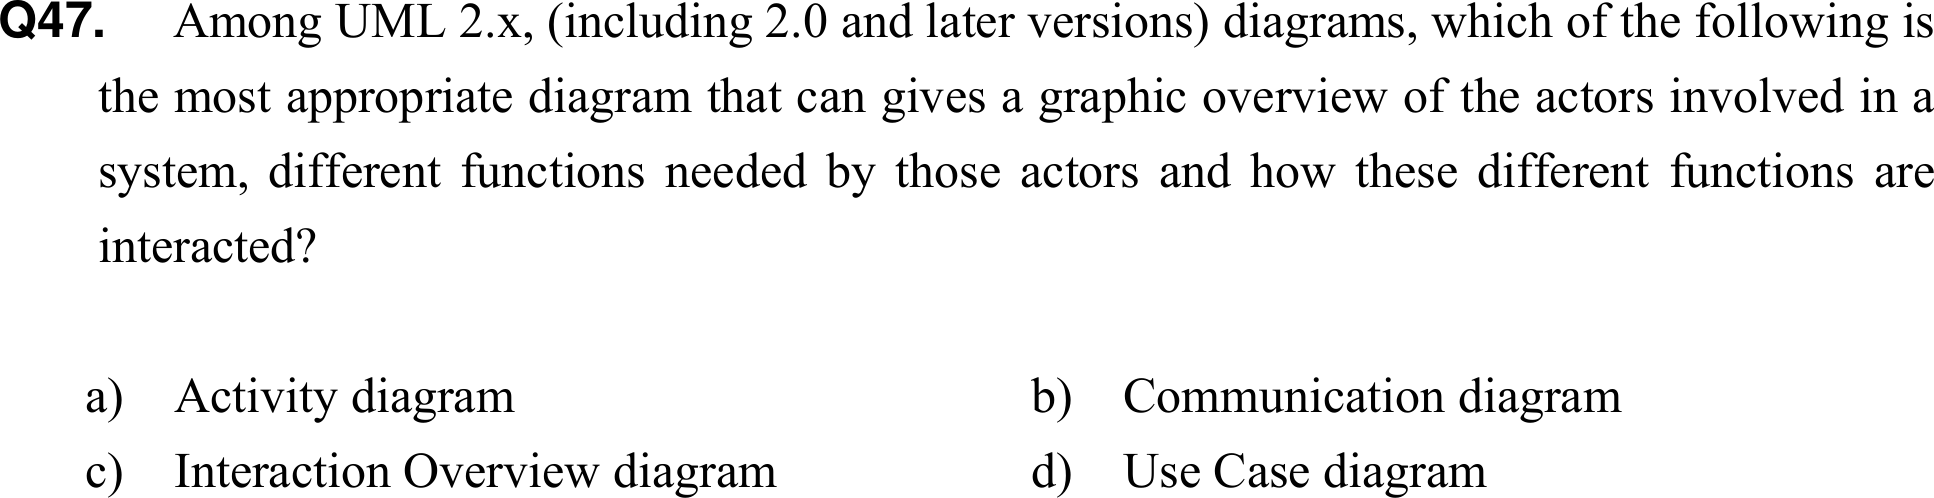 Q47. Among UML 2.x, (including 2.0 and later versions) diagrams, which of the following is
the most appropriate diagram that can gives a graphic overview of the actors involved in a
system, different functions needed by those actors and how these different functions are
interacted?
a) Activity diagram b) Communication diagram
c) Interaction Overview diagram d) Use Case diagram